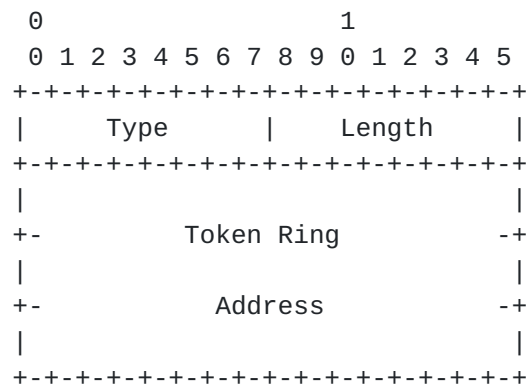 0                   1
 0 1 2 3 4 5 6 7 8 9 0 1 2 3 4 5
+-+-+-+-+-+-+-+-+-+-+-+-+-+-+-+-+
|     Type      |    Length     |
+-+-+-+-+-+-+-+-+-+-+-+-+-+-+-+-+
|                               |
+-         Token Ring          -+
|                               |
+-           Address           -+
|                               |
+-+-+-+-+-+-+-+-+-+-+-+-+-+-+-+-+